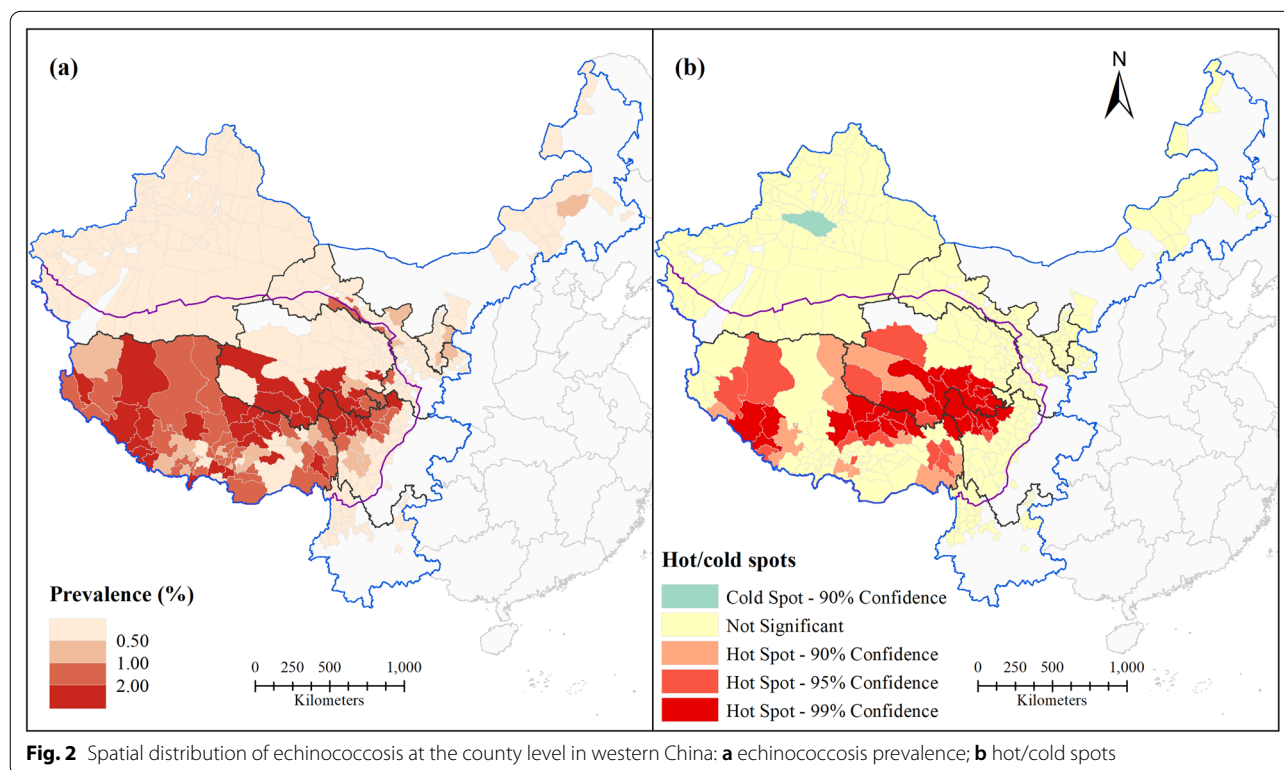 (a)
Prevalence (%)
0.50
1.00
2.00
0 250 500 1,000
Kilometers
(b)
N
Hot/cold spots
Cold Spot - 90% Confidence
Not Significant
Hot Spot - 90% Confidence
Hot Spot - 95% Confidence
Hot Spot - 99% Confidence
0 250 500 1,000
Kilometers
Fig. 2 Spatial distribution of echinococcosis at the county level in western China: a echinococcosis prevalence; b hot/cold spots